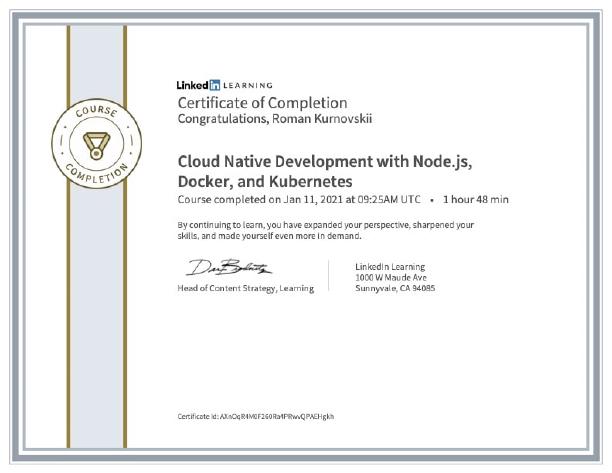 COURSE
COMPLETION
Linked in LEARNING
Certificate of Completion
Congratulations, Roman Kurnovskii
Cloud Native Development with Node.js,
Docker, and Kubernetes
Course completed on Jan 11, 2021 at 09:25AM UTC • 1 hour 48 min
By continuing to learn, you have expanded your perspective, sharpened your
skills, and made yourself even more in demand.
Head of Content Strategy, Learning
LinkedIn Learning
1000 W Maude Ave
Sunnyvale, CA 94085
Certificate Id: